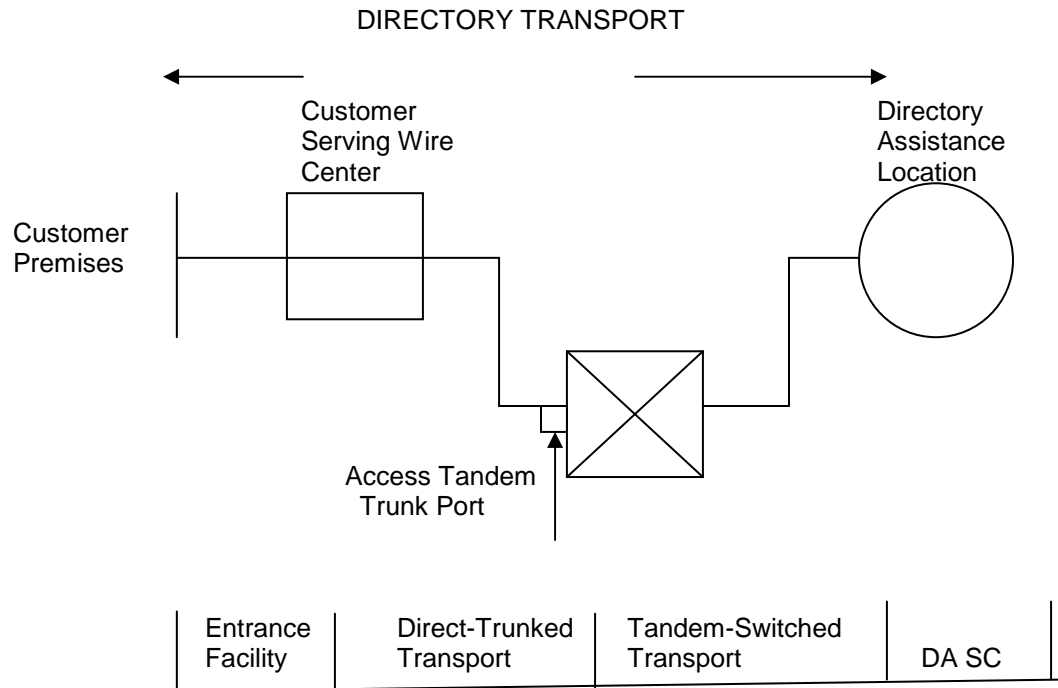 DIRECTORY TRANSPORT
Customer
Serving Wire
Center
Directory
Assistance
Location
Customer
Premises
Access Tandem
Trunk Port
Entrance
Facility
Direct-Trunked
Transport
Tandem-Switched
Transport
DA SC